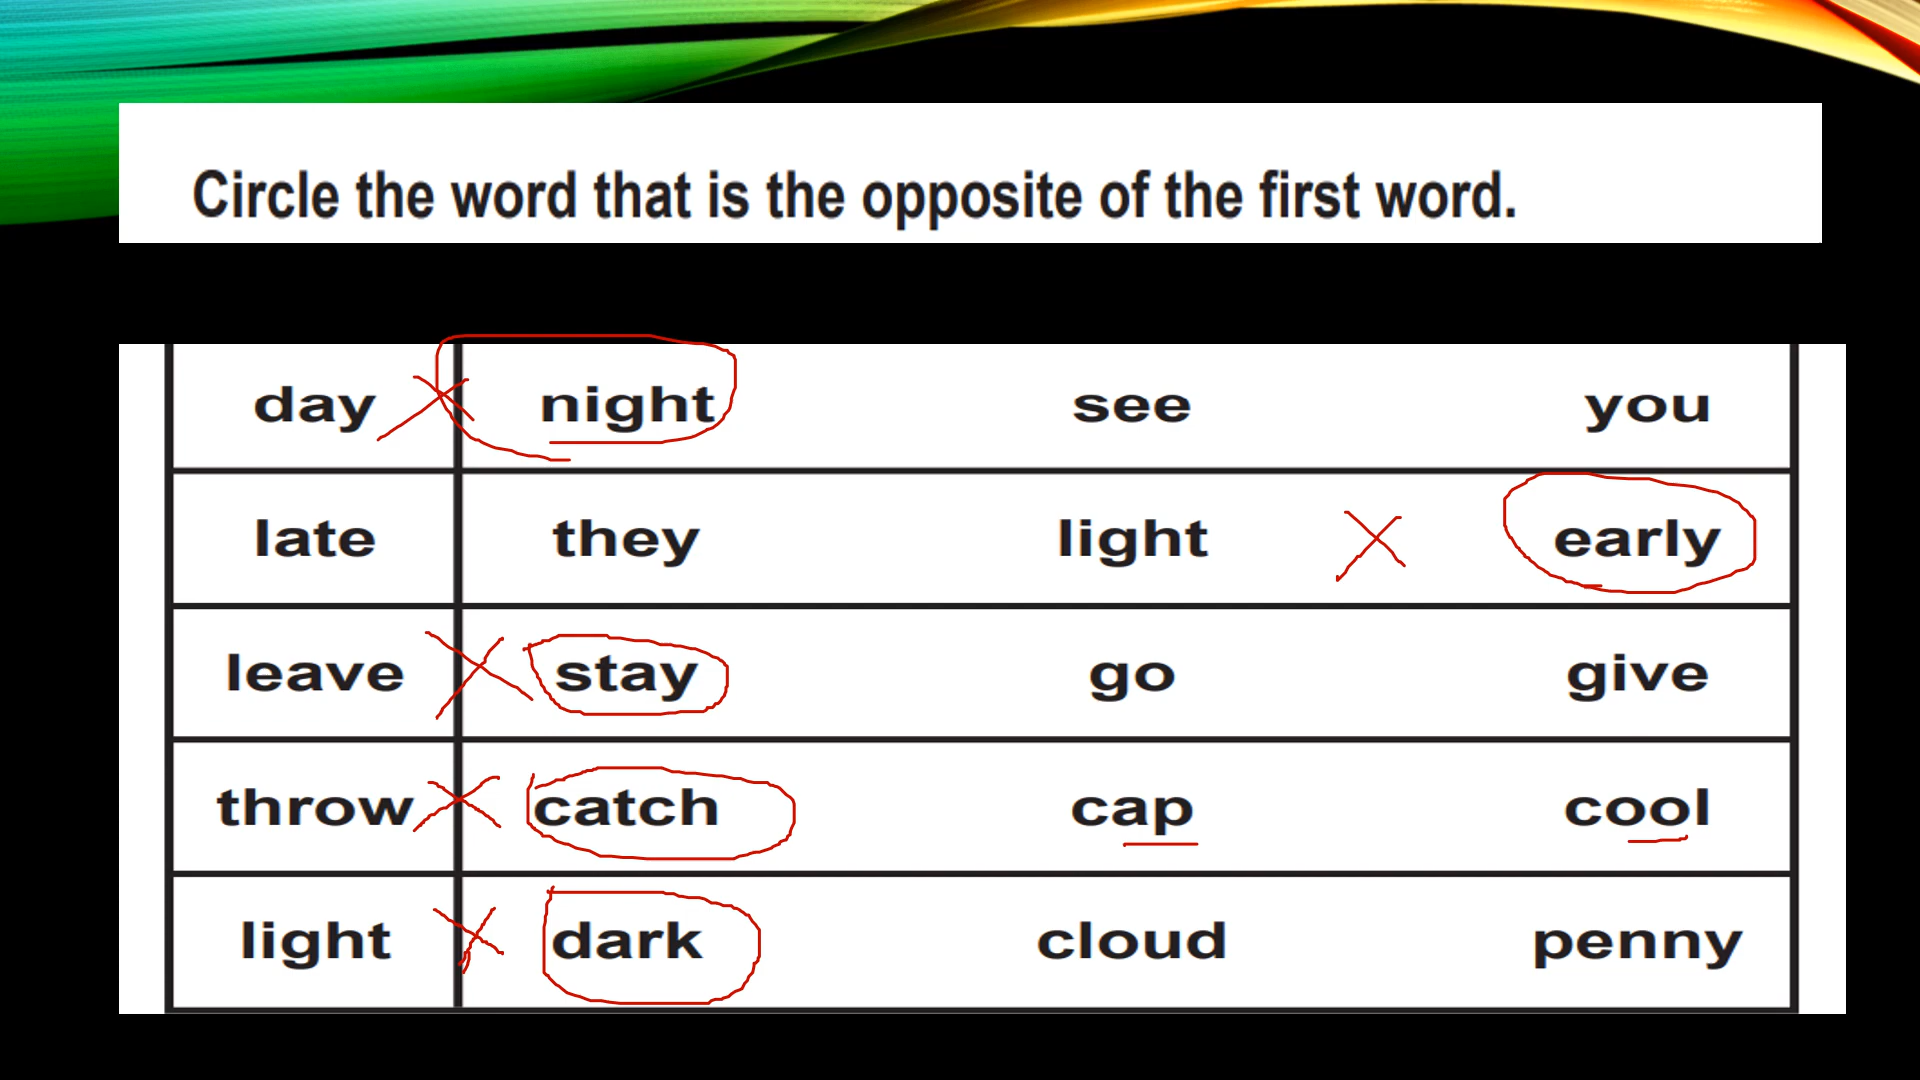 Circle the word that is the opposite of the first word.
day night see you
late they light early
leave stay go give
throw catch cap cool
light dark cloud penny